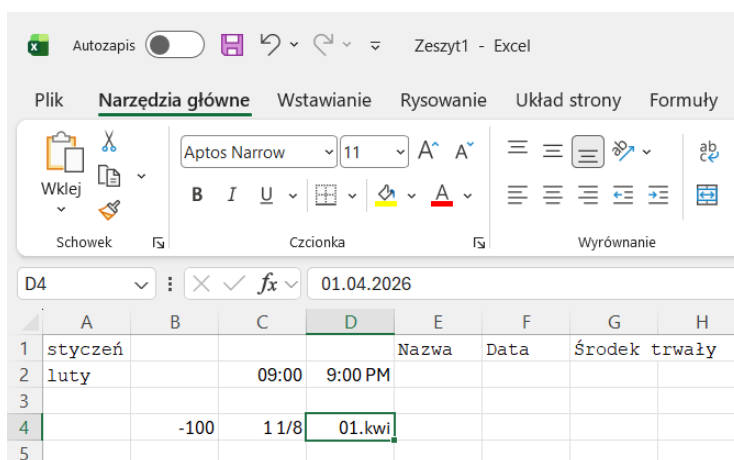 Autozapis Zeszyt1 - Excel
Plik Narzędzia główne Wstawianie Rysowanie Układ strony Formuły
Wklej Aptos Narrow 11 A A ab
B I U A
Schowek Czcionka Wyrównanie
D4 fx 01.04.2026
A B C D E F G H
1 styczeń Nazwa Data Środek trwały
2 luty 09:00 9:00 PM
3
4 -100 1 1/8 01.kwi
5